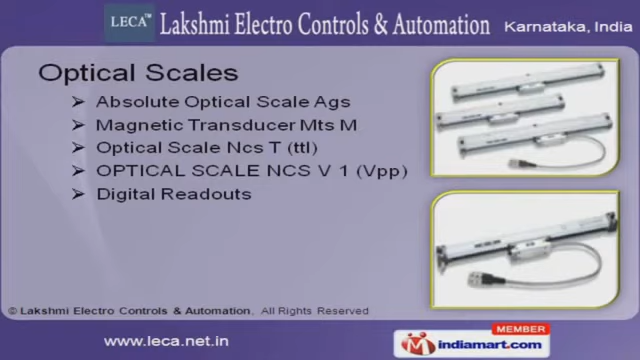 LECA™ Lakshmi Electro Controls & Automation Karnataka, India
Optical Scales
➢ Absolute Optical Scale Ags
➢ Magnetic Transducer Mts M
➢ Optical Scale Ncs T (ttl)
➢ OPTICAL SCALE NCS V 1 (Vpp)
➢ Digital Readouts
© Lakshmi Electro Controls & Automation, All Rights Reserved
www.leca.net.in
MEMBER
M indiamart.com